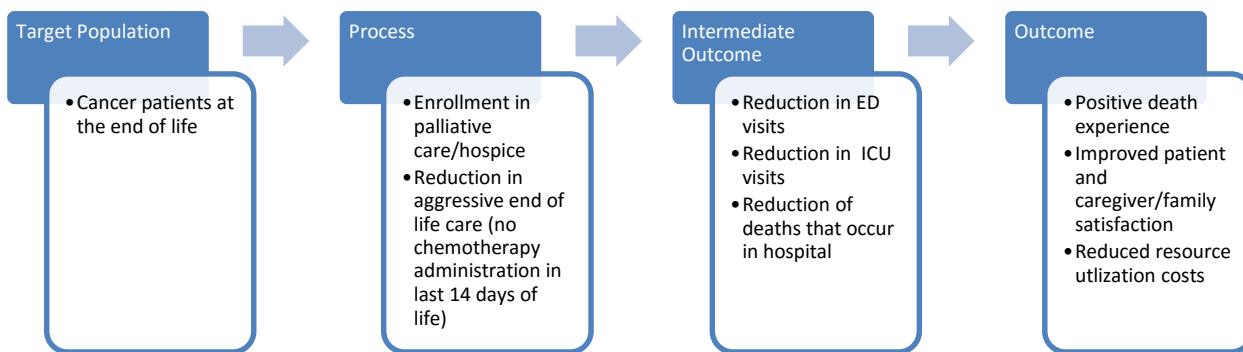 Target Population
• Cancer patients at
the end of life
Process
• Enrollment in
palliative
care/hospice
• Reduction in
aggressive end of
life care (no
chemotherapy
administration in
last 14 days of
life)
Intermediate
Outcome
• Reduction in ED
visits
• Reduction in ICU
visits
• Reduction of
deaths that occur
in hospital
Outcome
• Positive death
experience
• Improved patient
and
caregiver/family
satisfaction
• Reduced resource
utlization costs